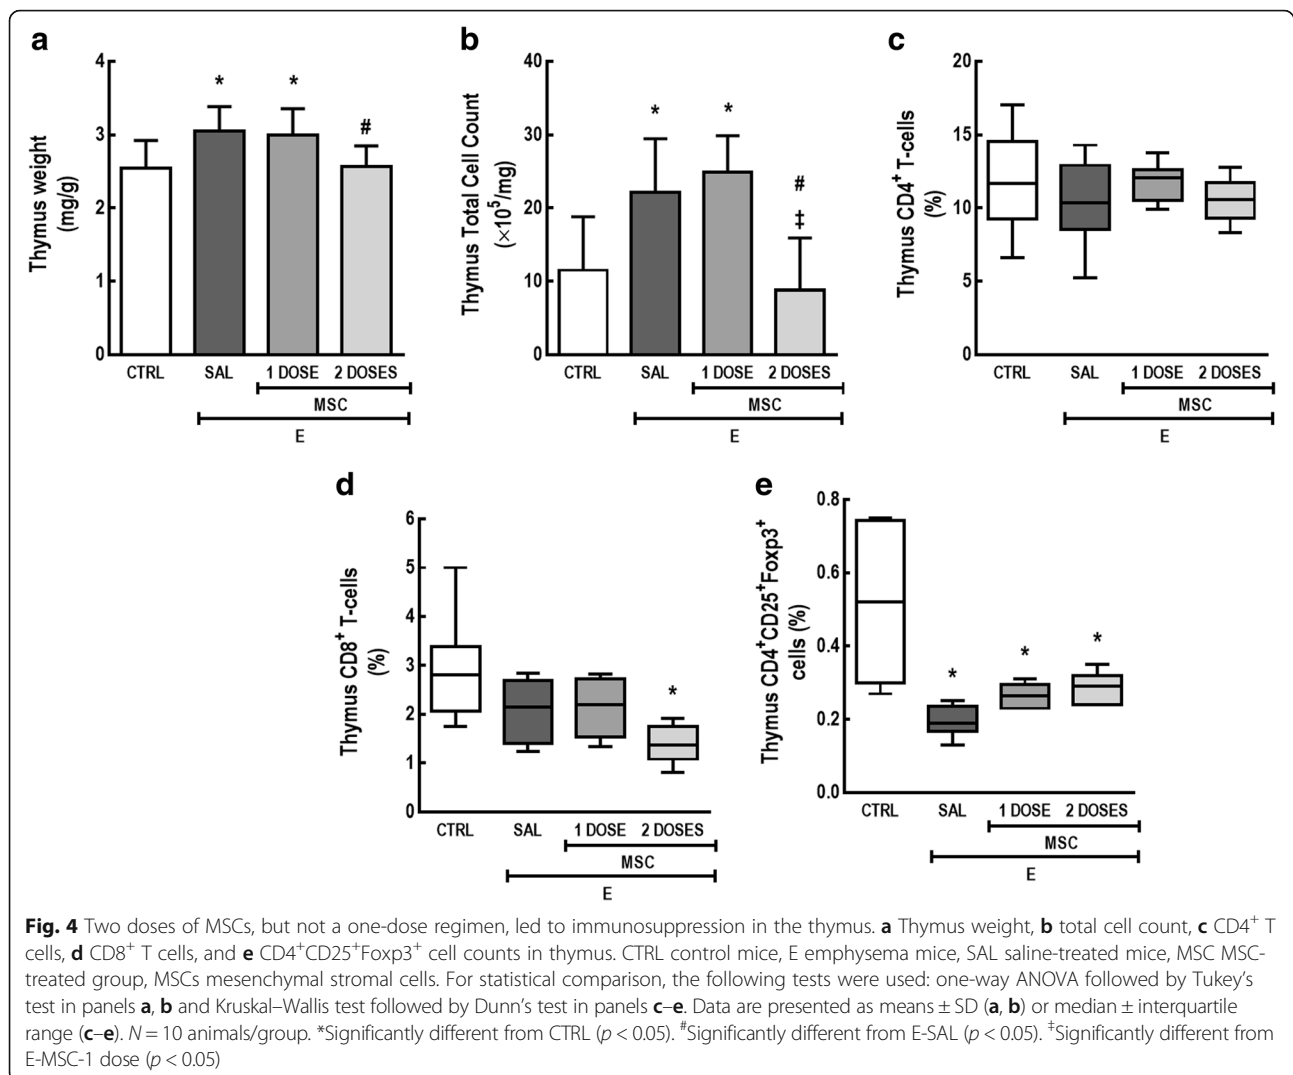 a
Thymus weight
(mg/g)
4
3
2
1
0
*
*
#
CTRL
SAL
1 DOSE
2 DOSES
MSC
E
b
Thymus Total Cell Count
(×10⁵/mg)
40
30
20
10
0
*
*
#
‡
CTRL
SAL
1 DOSE
2 DOSES
MSC
E
c
Thymus CD4⁺ T-cells
(%)
20
15
10
5
0
CTRL
SAL
1 DOSE
2 DOSES
MSC
E
d
Thymus CD8⁺ T-cells
(%)
6
5
4
3
2
1
0
*
CTRL
SAL
1 DOSE
2 DOSES
MSC
E
e
Thymus CD4⁺CD25⁺Foxp3⁺
cells (%)
0.8
0.6
0.4
0.2
0.0
*
*
*
CTRL
SAL
1 DOSE
2 DOSES
MSC
E
Fig. 4 Two doses of MSCs, but not a one-dose regimen, led to immunosuppression in the thymus. a Thymus weight, b total cell count, c CD4⁺ T
cells, d CD8⁺ T cells, and e CD4⁺CD25⁺Foxp3⁺ cell counts in thymus. CTRL control mice, E emphysema mice, SAL saline-treated mice, MSC MSC-
treated group, MSCs mesenchymal stromal cells. For statistical comparison, the following tests were used: one-way ANOVA followed by Tukey's
test in panels a, b and Kruskal–Wallis test followed by Dunn's test in panels c–e. Data are presented as means ± SD (a, b) or median ± interquartile
range (c–e). N = 10 animals/group. *Significantly different from CTRL (p < 0.05). #Significantly different from E-SAL (p < 0.05). ‡Significantly different from
E-MSC-1 dose (p < 0.05)